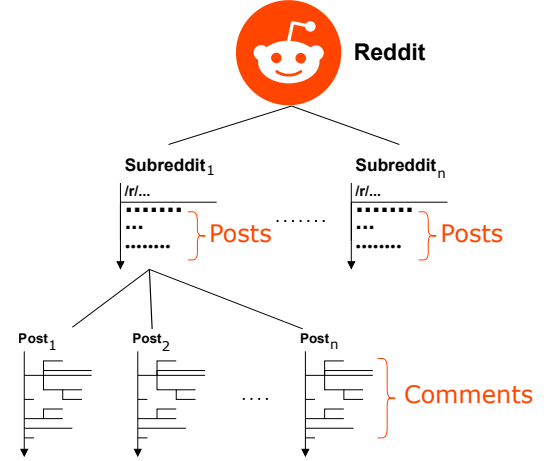 Reddit
Subreddit1 Subredditn
/r/... /r/...
Posts ....... Posts
Post1 Post2 Postn
.... Comments